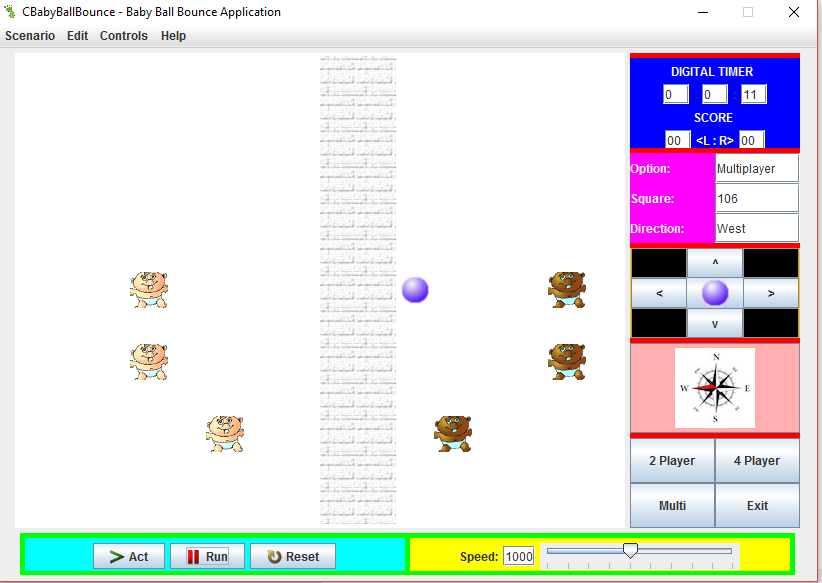 CBabyBallBounce - Baby Ball Bounce Application
Scenario Edit Controls Help
DIGITAL TIMER
0 : 0 : 11
SCORE
00 <L : R> 00
Option: Multiplayer
Square: 106
Direction: West
^
< >
v
N
W E
S
2 Player 4 Player
Multi Exit
> Act Run Reset Speed: 1000